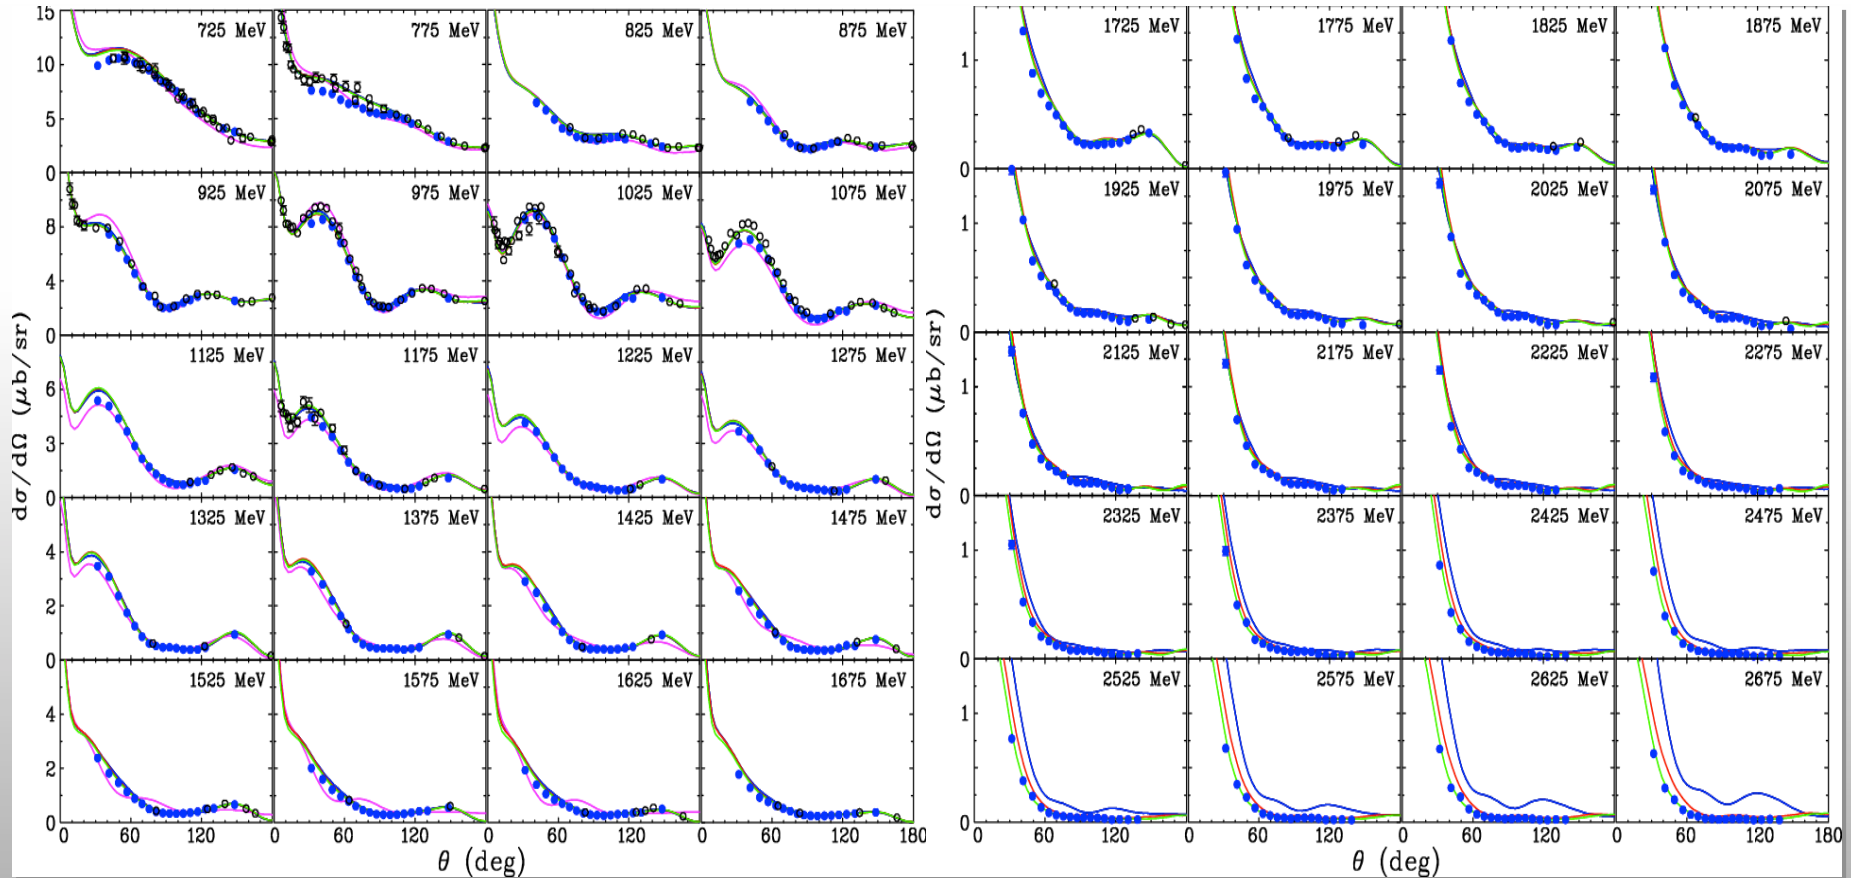 15 725 MeV 775 MeV 825 MeV 875 MeV
10
5
0
925 MeV 975 MeV 1025 MeV 1075 MeV
8
4
0
1125 MeV 1175 MeV 1225 MeV 1275 MeV
6
3
0
1325 MeV 1375 MeV 1425 MeV 1475 MeV
4
2
0
1525 MeV 1575 MeV 1625 MeV 1675 MeV
4
2
0
0 60 120 0 60 120 0 60 120 0 60 120 180
θ (deg)
dσ/dΩ (μb/sr)
1725 MeV 1775 MeV 1825 MeV 1875 MeV
1
0
1925 MeV 1975 MeV 2025 MeV 2075 MeV
1
0
2125 MeV 2175 MeV 2225 MeV 2275 MeV
1
0
2325 MeV 2375 MeV 2425 MeV 2475 MeV
1
0
2525 MeV 2575 MeV 2625 MeV 2675 MeV
1
0
0 60 120 0 60 120 0 60 120 0 60 120 180
θ (deg)
dσ/dΩ (μb/sr)